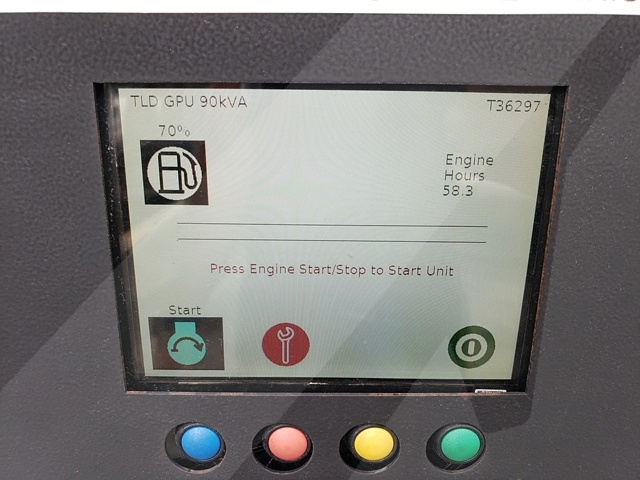 TLD GPU 90kVA
T36297
70%
Engine
Hours
58.3
Press Engine Start/Stop to Start Unit
Start